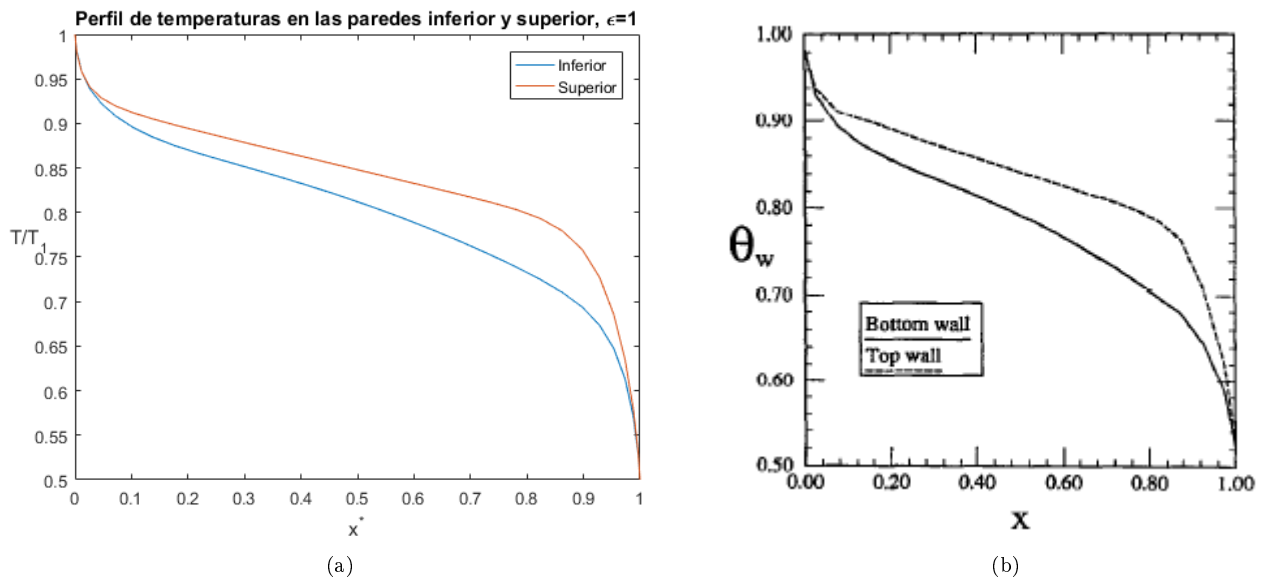 Perfil de temperaturas en las paredes inferior y superior, ϵ=1
1
0.95
0.9
0.85
0.8
T/T1
0.75
0.7
0.65
0.6
0.55
0.5
Inferior
Superior
0 0.1 0.2 0.3 0.4 0.5 0.6 0.7 0.8 0.9 1
x*
(a)
1.00
0.90
0.80
θw
0.70
0.60
0.50
Bottom wall
Top wall
0.00 0.20 0.40 0.60 0.80 1.00
x
(b)